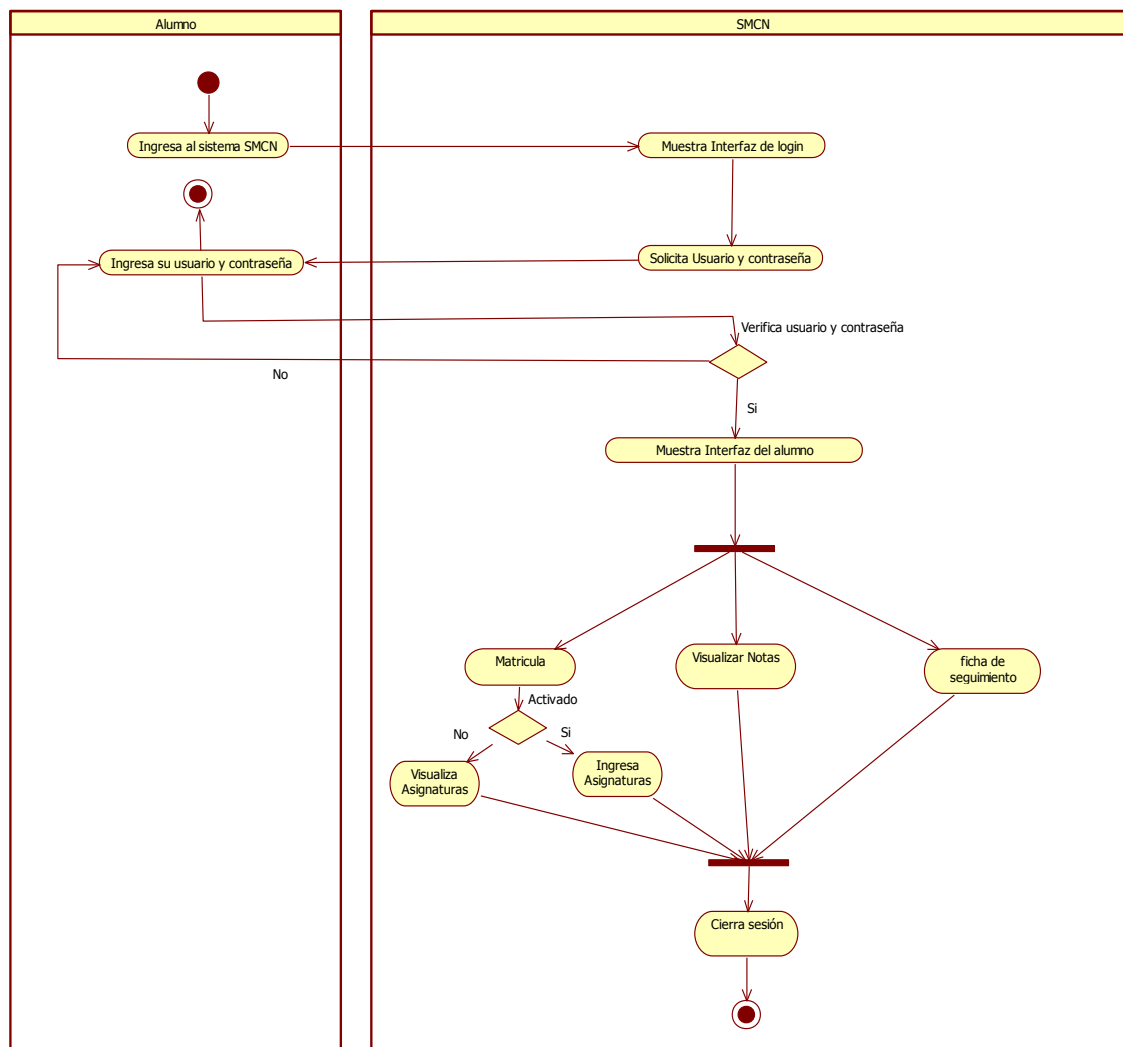 Alumno
SMCN
Ingresa al sistema SMCN
Muestra Interfaz de login
Ingresa su usuario y contraseña
Solicita Usuario y contraseña
Verifica usuario y contraseña
No
Si
Muestra Interfaz del alumno
Matricula
Visualizar Notas
ficha de
seguimiento
Activado
No
Si
Visualiza
Asignaturas
Ingresa
Asignaturas
Cierra sesión